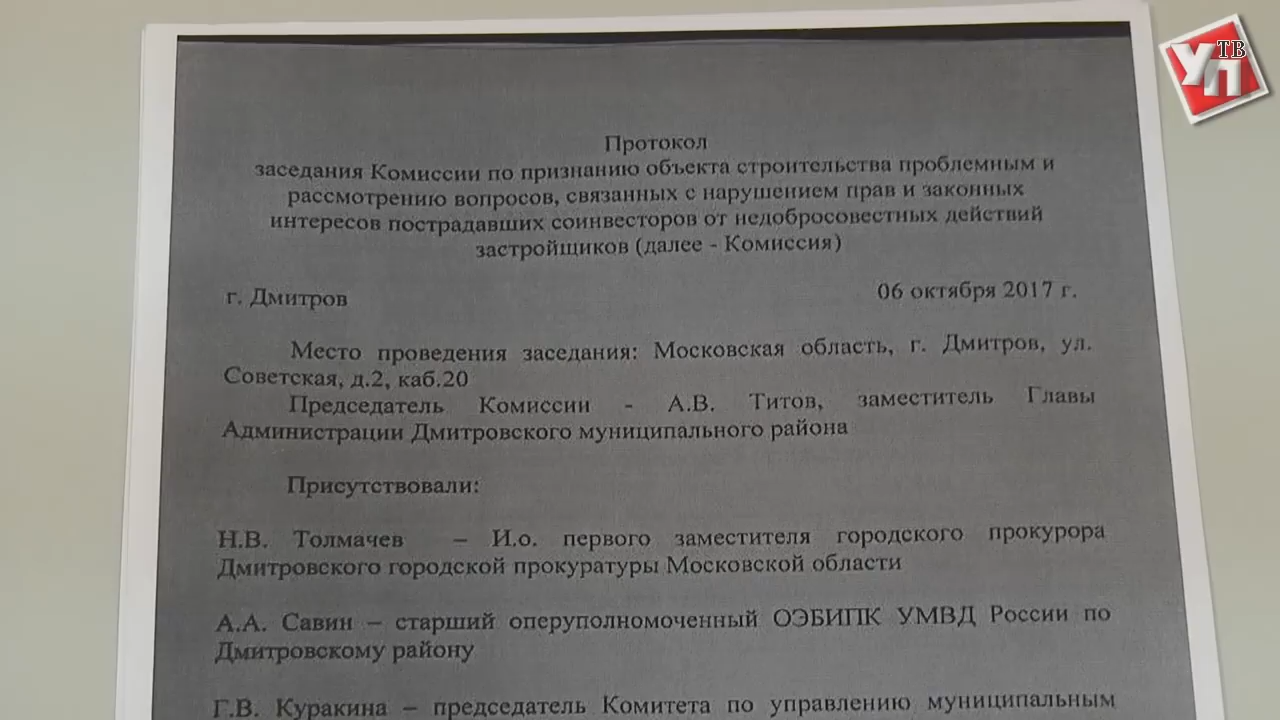 УП ТВ
Протокол
заседания Комиссии по признанию объекта строительства проблемным и
рассмотрению вопросов, связанных с нарушением прав и законных
интересов пострадавших соинвесторов от недобросовестных действий
застройщиков (далее - Комиссия)
г. Дмитров 06 октября 2017 г.
Место проведения заседания: Московская область, г. Дмитров, ул.
Советская, д.2, каб.20
Председатель Комиссии - А.В. Титов, заместитель Главы
Администрации Дмитровского муниципального района
Присутствовали:
Н.В. Толмачев – И.о. первого заместителя городского прокурора
Дмитровского городской прокуратуры Московской области
А.А. Савин – старший оперуполномоченный ОЭБИПК УМВД России по
Дмитровскому району
Г.В. Куракина – председатель Комитета по управлению муниципальным